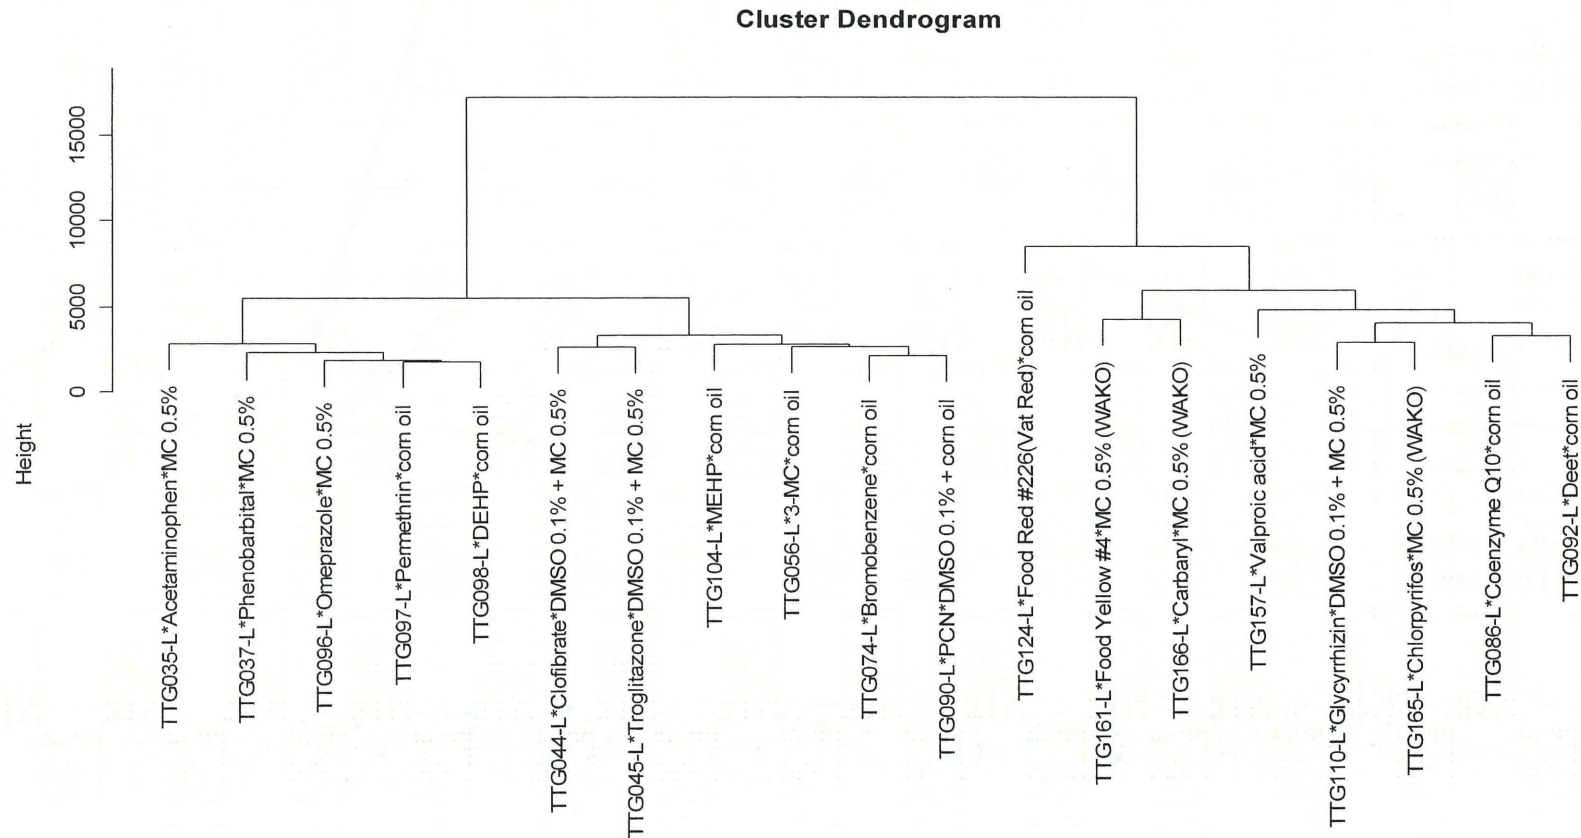 Cluster Dendrogram
Height
15000
10000
5000
0
TTG035-L*Acetaminophen*MC 0.5%
TTG037-L*Phenobarbital*MC 0.5%
TTG096-L*Omeprazole*MC 0.5%
TTG097-L*Permethrin*corn oil
TTG098-L*DEHP*corn oil
TTG044-L*Clofibrate*DMSO 0.1% + MC 0.5%
TTG045-L*Troglitazone*DMSO 0.1% + MC 0.5%
TTG104-L*MEHP*corn oil
TTG056-L*3-MC*corn oil
TTG074-L*Bromobenzene*corn oil
TTG090-L*PCN*DMSO 0.1% + corn oil
TTG124-L*Food Red #226(Vat Red)*corn oil
TTG161-L*Food Yellow #4*MC 0.5% (WAKO)
TTG166-L*Carbaryl*MC 0.5% (WAKO)
TTG157-L*Valproic acid*MC 0.5%
TTG110-L*Glycyrrhizin*DMSO 0.1% + MC 0.5%
TTG165-L*Chlorpyrifos*MC 0.5% (WAKO)
TTG086-L*Coenzyme Q10*corn oil
TTG092-L*Deet*corn oil